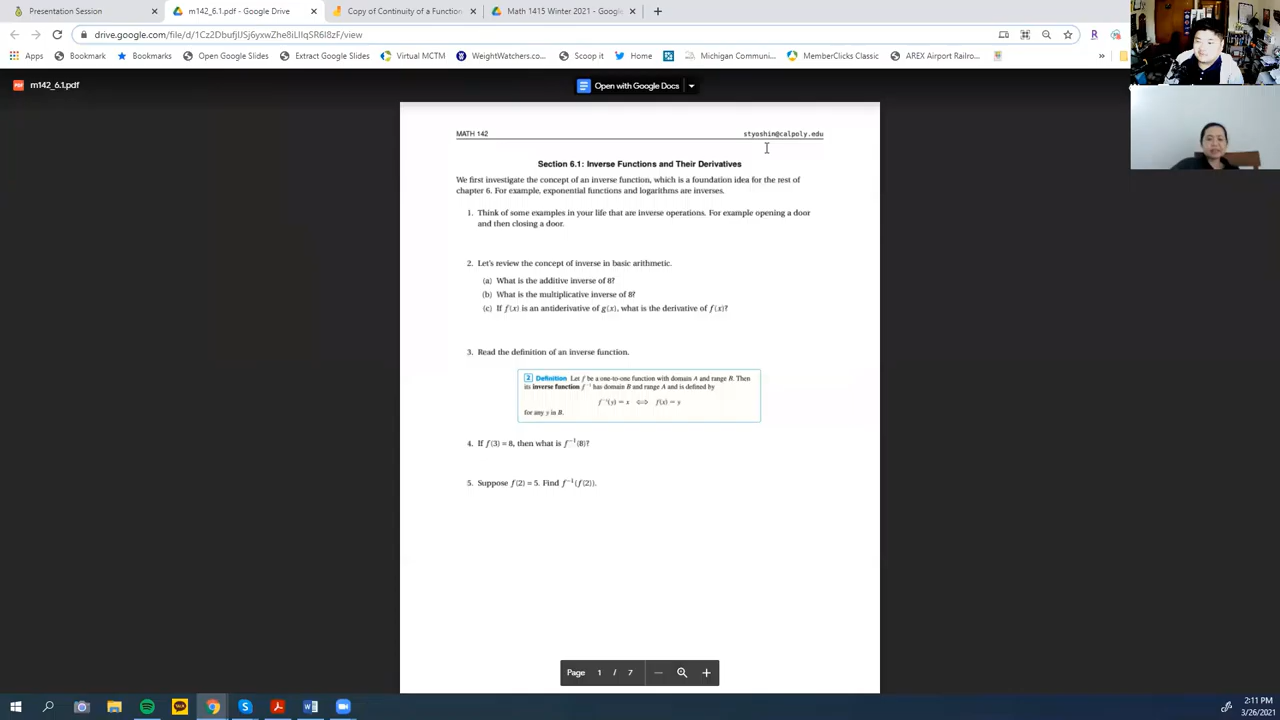 Poster Session
m142_6.1.pdf - Google Drive
Copy of Continuity of a Function
Math 1415 Written Project
drive.google.com/file/d/1c2DbufjUSj6yxwZhe8iLIIqSR6I8zF/view
Apps
Bookmark
Bookmarks
Google Scholar Cit...
Desmos Graph
Virtual MCTM
WeightWatchers.co...
Scoop it
Home
Michigan Communi...
MemberClicks Classic
AREX Airport Railro...
»
m142_6.1.pdf
Open with Google Docs
MATH 142
styoshin@calpoly.edu
Section 6.1: Inverse Functions and Their Derivatives
We first investigate the concept of an inverse function, which is a foundation idea for the rest of
chapter 6. For example, exponential functions and logarithms are inverses.
1. Think of some examples in your life that are inverse operations. For example opening a door
and then closing a door.
2. Let's review the concept of inverse in basic arithmetic.
(a) What is the additive inverse of 8?
(b) What is the multiplicative inverse of 8?
(c) If f(x) is an antiderivative of g(x), what is the derivative of f(x)?
3. Read the definition of an inverse function.
2 Definition Let f be a one-to-one function with domain A and range B. Then
its inverse function f⁻¹ has domain B and range A and is defined by
f⁻¹(y) = x ⟺ f(x) = y
for any y in B.
4. If f(3) = 8, then what is f⁻¹(8)?
5. Suppose f(2) = 5. Find f⁻¹(f(2)).
Page 1 / 7
2:11 PM
3/26/2021